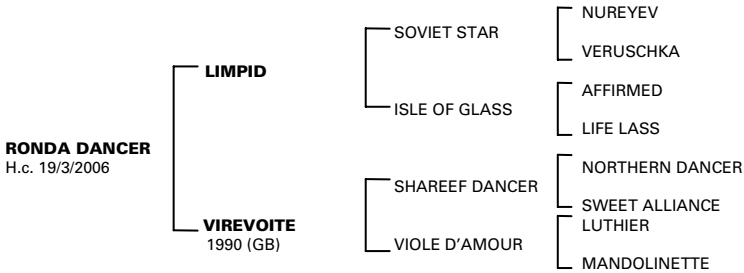 NUREYEV
SOVIET STAR
VERUSCHKA
LIMPID
AFFIRMED
ISLE OF GLASS
LIFE LASS
RONDA DANCER
H.c. 19/3/2006
NORTHERN DANCER
SHAREEF DANCER
SWEET ALLIANCE
VIREVOITE
1990 (GB)
LUTHIER
VIOLE D'AMOUR
MANDOLINETTE